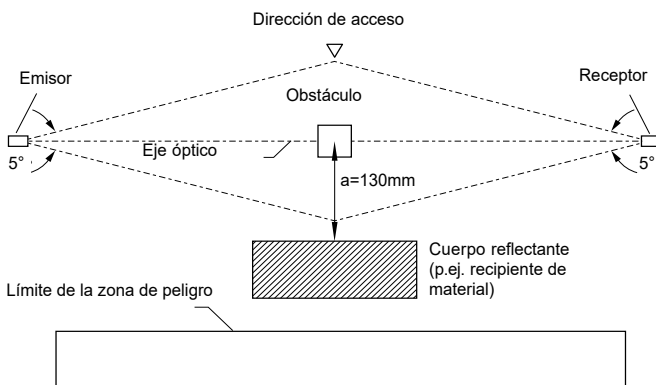 Dirección de acceso
Emisor
Receptor
Obstáculo
Eje óptico
5°
5°
a=130mm
Cuerpo reflectante
(p.ej. recipiente de
material)
Límite de la zona de peligro